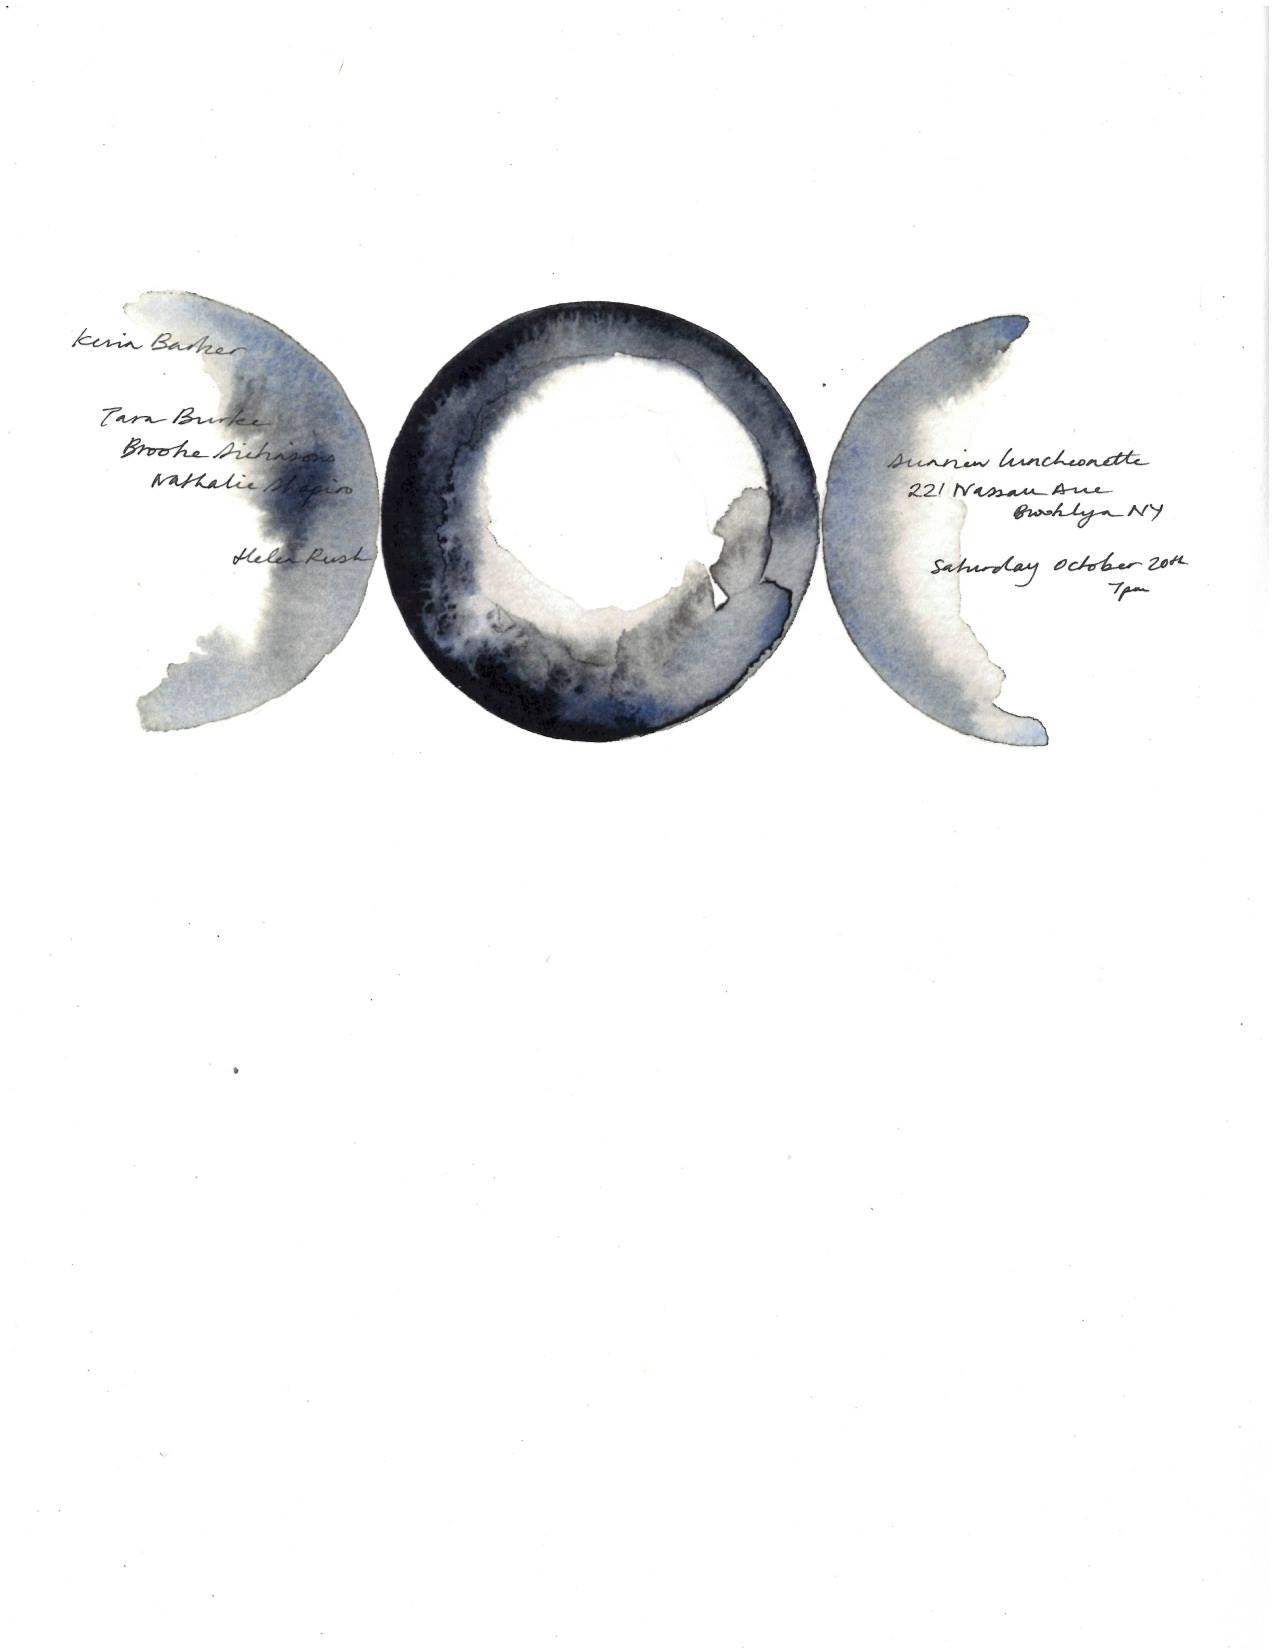 Kevin Barker
Tara Burke
Brooke
Nathalie Shapiro
Helen Rush
Sunview Luncheonette
221 Nassau Ave
Brooklyn NY
Saturday October 20th
7pm